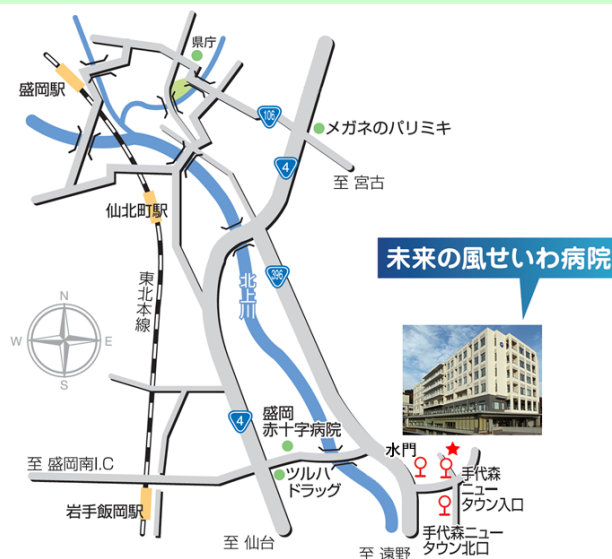 県庁
盛岡駅
106
メガネのパリミキ
4
至 宮古
仙北町駅
未来の風せいわ病院
東北本線
北上川
396
N
W
E
S
4
盛岡
赤十字病院
水門
至 盛岡南I.C
ツルハ
ドラッグ
手代森
ニュー
タウン入口
岩手飯岡駅
手代森ニュー
タウン北口
至 仙台
至 遠野